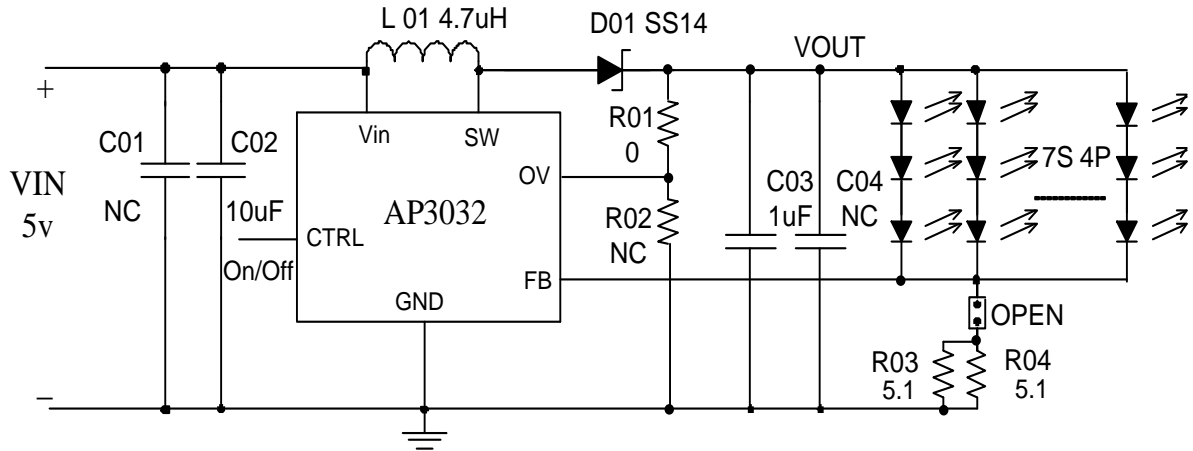 L 01 4.7uH
D01 SS14
VOUT
+
Vin
SW
R01
0
C01
C02
7S 4P
OV
VIN
5v
NC
10uF
AP3032
R02
NC
C03
1uF
C04
NC
CTRL
On/Off
FB
GND
OPEN
R03
5.1
R04
5.1
−